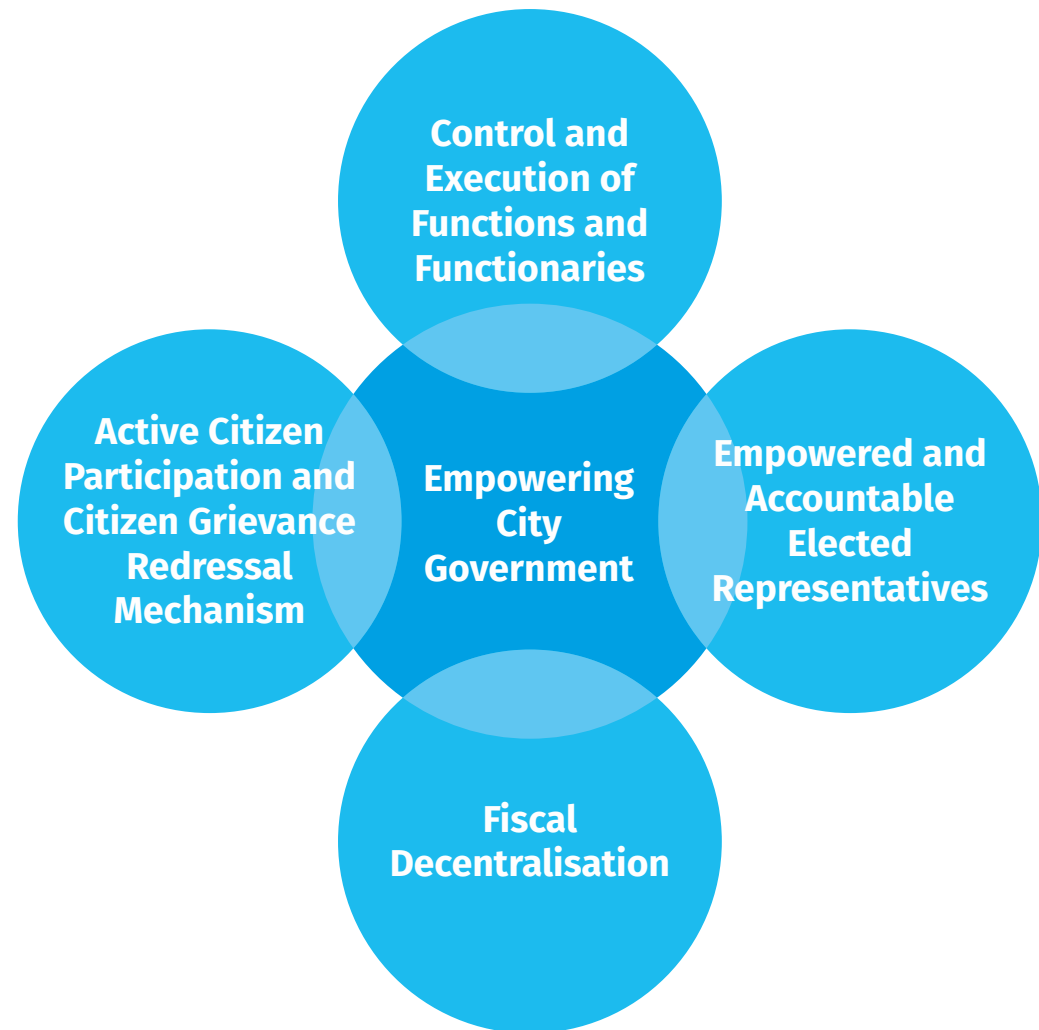 Control and
Execution of
Functions and
Functionaries
Active Citizen
Participation and
Citizen Grievance
Redressal
Mechanism
Empowering
City
Government
Empowered and
Accountable
Elected
Representatives
Fiscal
Decentralisation